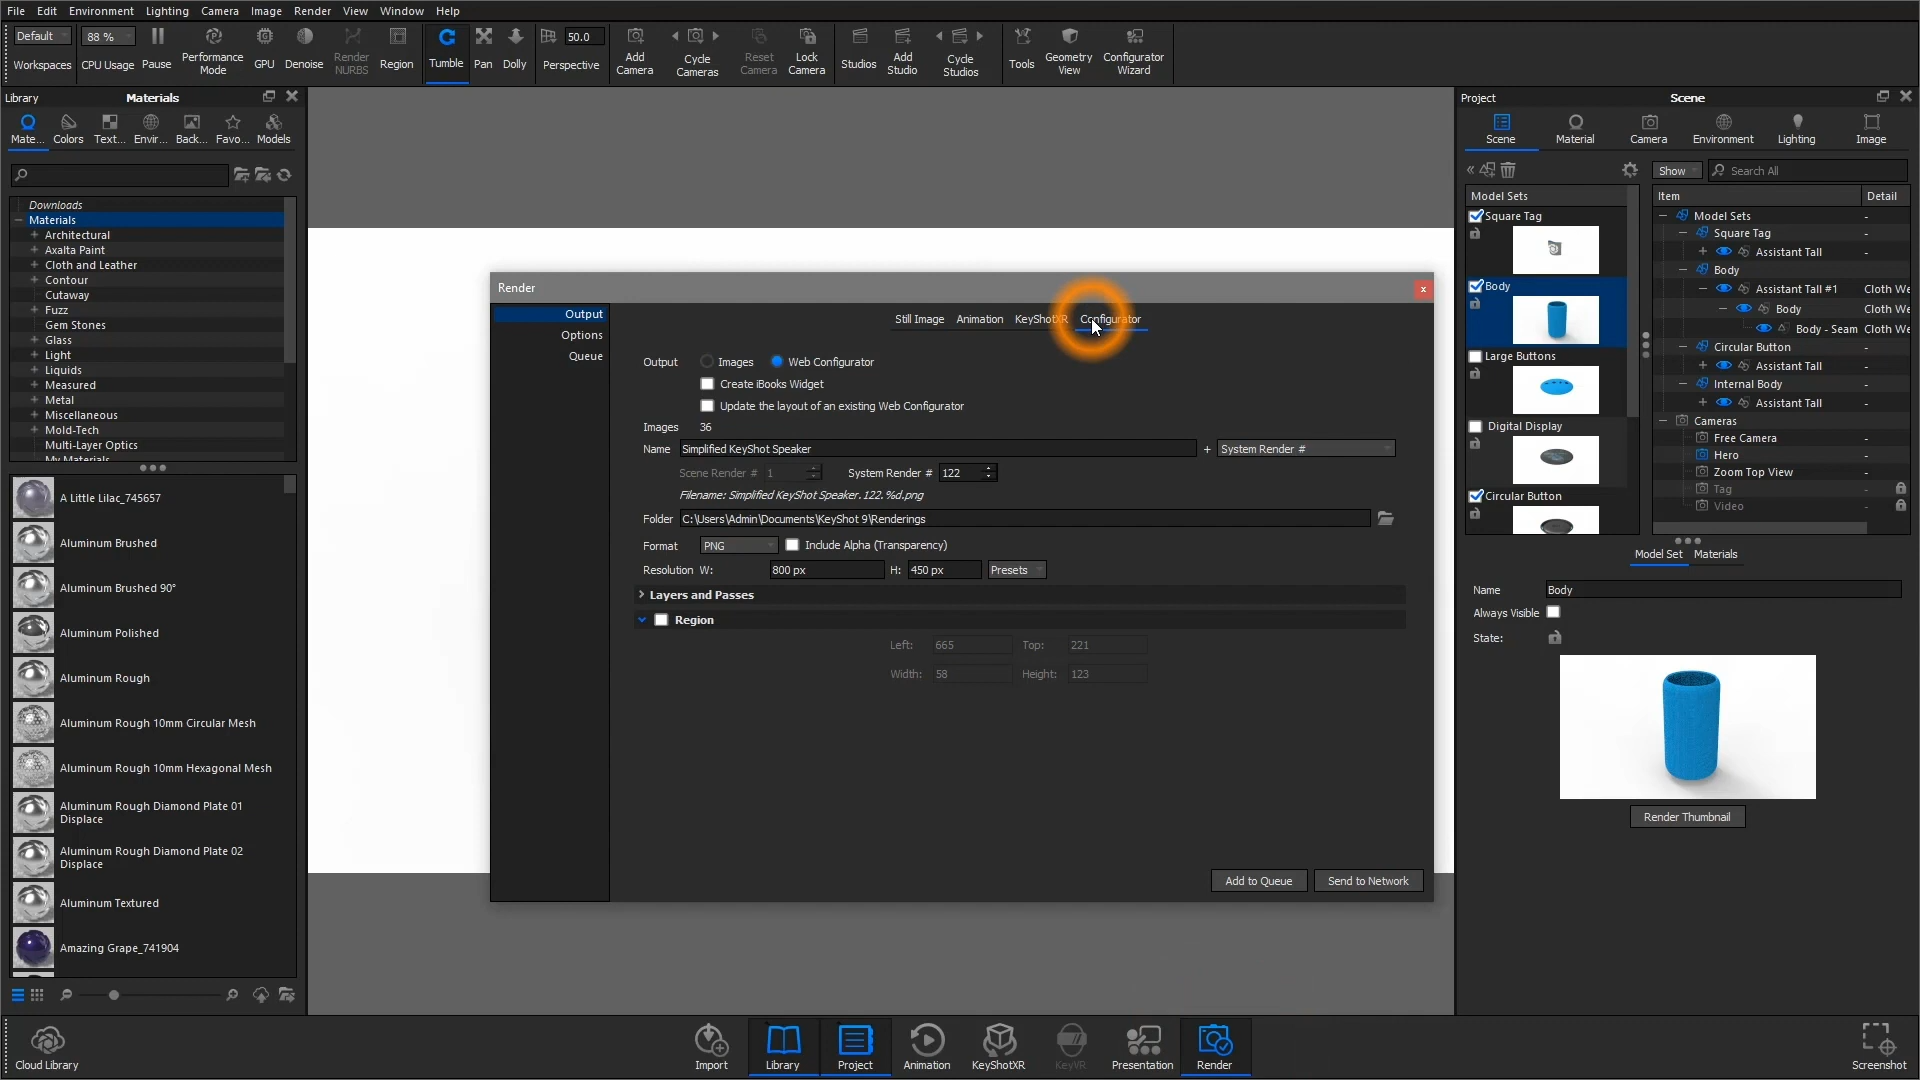 File Edit Environment Lighting Camera Image Render View Window Help
Default 88 % 50.0
Workspaces CPU Usage Pause Performance Mode GPU Denoise Render NURBS Region Tumble Pan Dolly Perspective Add Camera Cycle Cameras Reset Camera Lock Camera Studios Add Studio Cycle Studios Tools Geometry View Configurator Wizard
Library Materials
Mate... Colors Text... Envir... Back... Favo... Models
Downloads
Materials
Architectural
Axalta Paint
Cloth and Leather
Contour
Cutaway
Fuzz
Gem Stones
Glass
Light
Liquids
Measured
Metal
Miscellaneous
Mold-Tech
Multi-Layer Optics
My Materials
A Little Lilac_745657
Aluminum Brushed
Aluminum Brushed 90°
Aluminum Polished
Aluminum Rough
Aluminum Rough 10mm Circular Mesh
Aluminum Rough 10mm Hexagonal Mesh
Aluminum Rough Diamond Plate 01
Displace
Aluminum Rough Diamond Plate 02
Displace
Aluminum Textured
Amazing Grape_741904
Render
Output
Options
Queue
Still Image Animation KeyShotXR Configurator
Output Images Web Configurator
Create iBooks Widget
Update the layout of an existing Web Configurator
Images 36
Name Simplified KeyShot Speaker + System Render #
Scene Render # 1 System Render # 122
Filename: Simplified KeyShot Speaker.122.%d.png
Folder C:\Users\Admin\Documents\KeyShot 9\Renderings
Format PNG Include Alpha (Transparency)
Resolution W: 800 px H: 450 px Presets
Layers and Passes
Region
Left: 665 Top: 221
Width: 58 Height: 123
Add to Queue Send to Network
Project Scene
Scene Material Camera Environment Lighting Image
Show Search All
Model Sets
Square Tag
Body
Large Buttons
Digital Display
Circular Button
Item Detail
Model Sets -
Square Tag -
Assistant Tall -
Body -
Assistant Tall #1 Cloth We
Body Cloth We
Body - Seam Cloth We
Circular Button -
Assistant Tall -
Internal Body -
Assistant Tall -
Cameras -
Free Camera -
Hero -
Zoom Top View -
Tag -
Video -
Model Set Materials
Name Body
Always Visible
State:
Render Thumbnail
Cloud Library Import Library Project Animation KeyShotXR KeyVR Presentation Render Screenshot